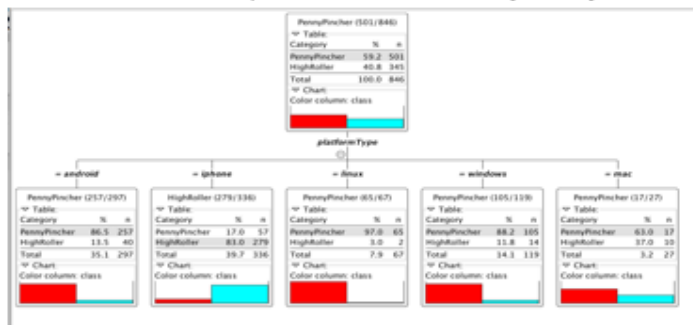 PennyPincher (501/846)
Table:
Category % n
PennyPincher 59.2 501
HighRoller 40.8 345
Total 100.0 846
Chart:
Color column: class
platformType
= android
= iphone
= linux
= windows
= mac
PennyPincher (257/297)
Table:
Category % n
PennyPincher 86.5 257
HighRoller 13.5 40
Total 35.1 297
Chart:
Color column: class
HighRoller (279/336)
Table:
Category % n
PennyPincher 17.0 57
HighRoller 83.0 279
Total 39.7 336
Chart:
Color column: class
PennyPincher (65/67)
Table:
Category % n
PennyPincher 97.0 65
HighRoller 3.0 2
Total 7.9 67
Chart:
Color column: class
PennyPincher (105/119)
Table:
Category % n
PennyPincher 88.2 105
HighRoller 11.8 14
Total 14.1 119
Chart:
Color column: class
PennyPincher (17/27)
Table:
Category % n
PennyPincher 63.0 17
HighRoller 37.0 10
Total 3.2 27
Chart:
Color column: class